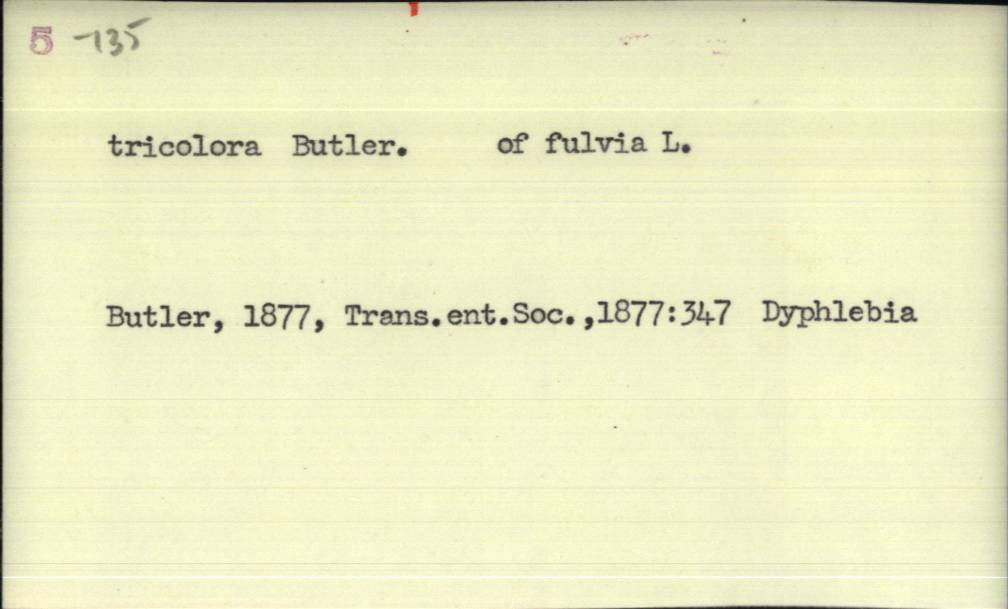 5 -135
tricolora Butler. of fulvia L.
Butler, 1877, Trans.ent.Soc.,1877:347 Dyphlebia